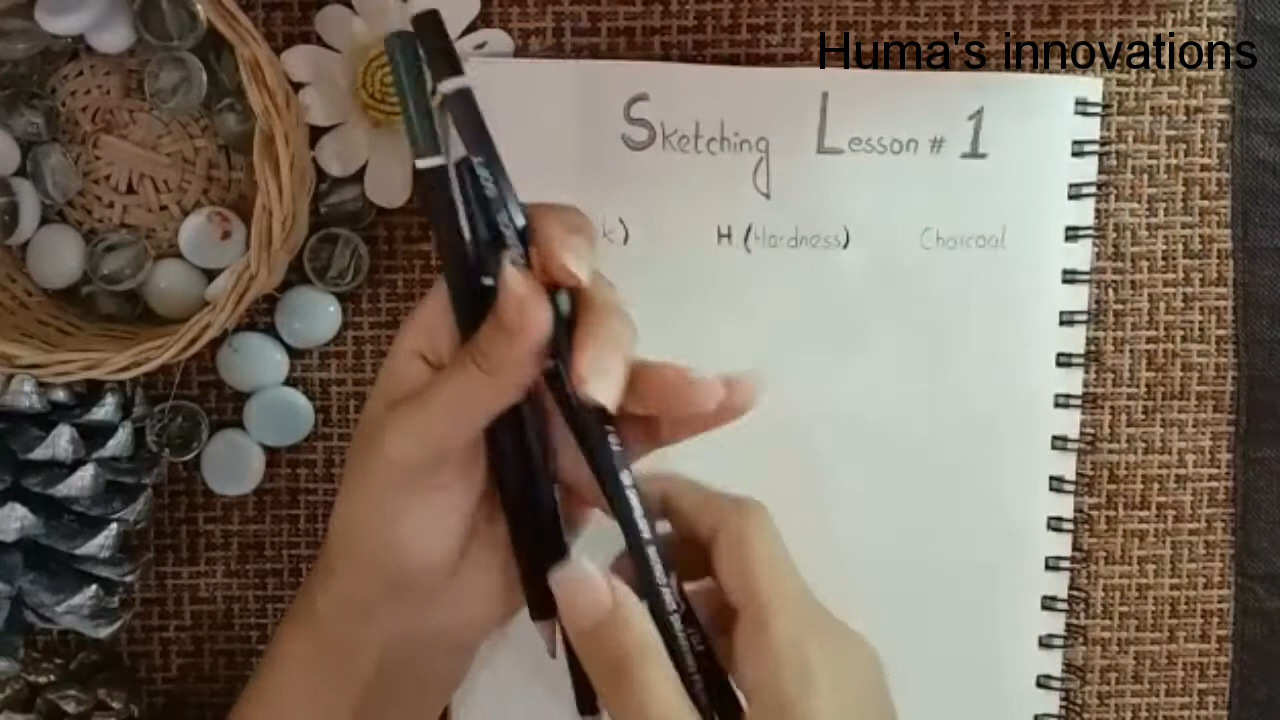 Huma's innovations
Sketching Lesson # 1
k) H (Hardness) Charcoal